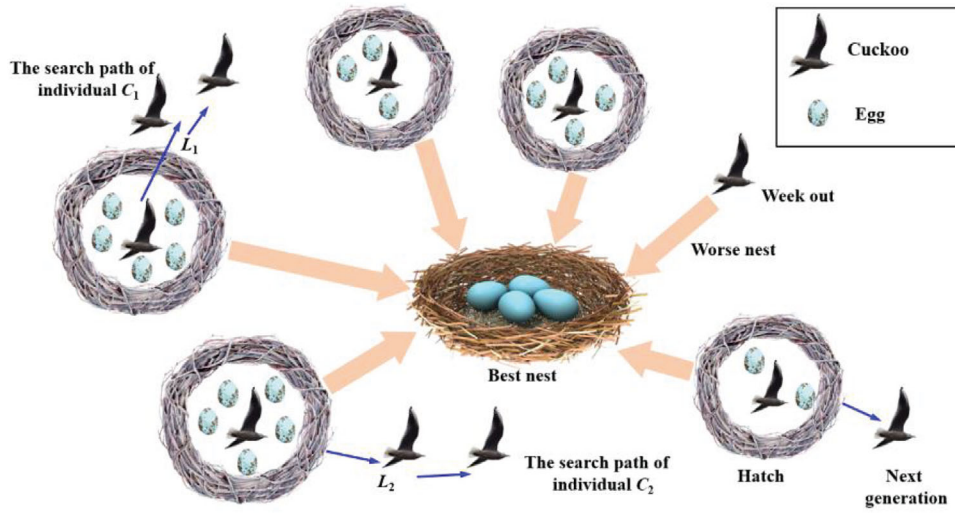 The search path of
individual C₁
L₁
Cuckoo
Egg
Week out
Worse nest
Best nest
L₂
The search path of
individual C₂
Hatch
Next
generation